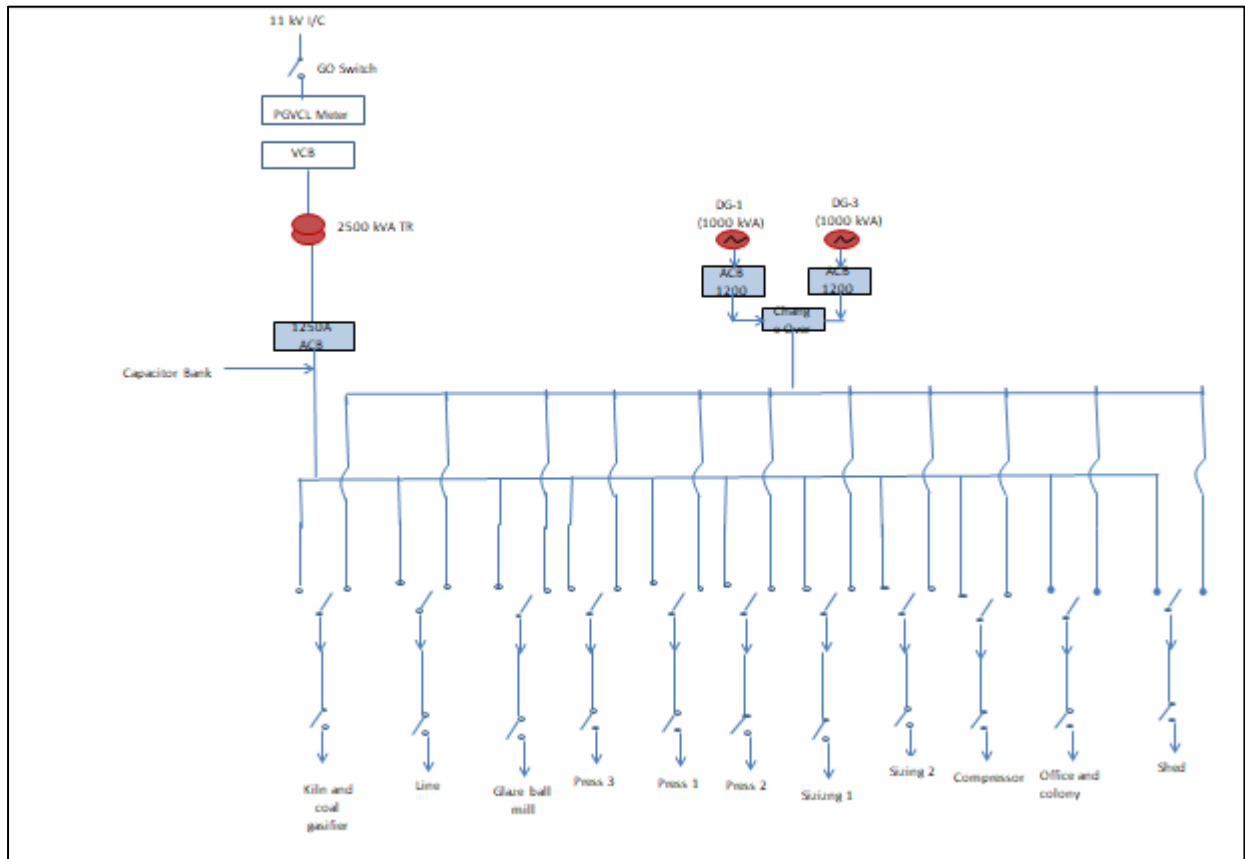 11 kV I/C
GO Switch
PGVCL Meter
VCB
2500 kVA TR
DG-1
(1000 kVA)
DG-3
(1000 kVA)
ACB
1200
ACB
1200
Chang
e Over
1250A
ACB
Capacitor Bank
Kiln and
coal
gasifier
Line
Glaze ball
mill
Press 3
Press 1
Press 2
Sizizng 1
Sizing 2
Compressor
Office and
colony
Shed